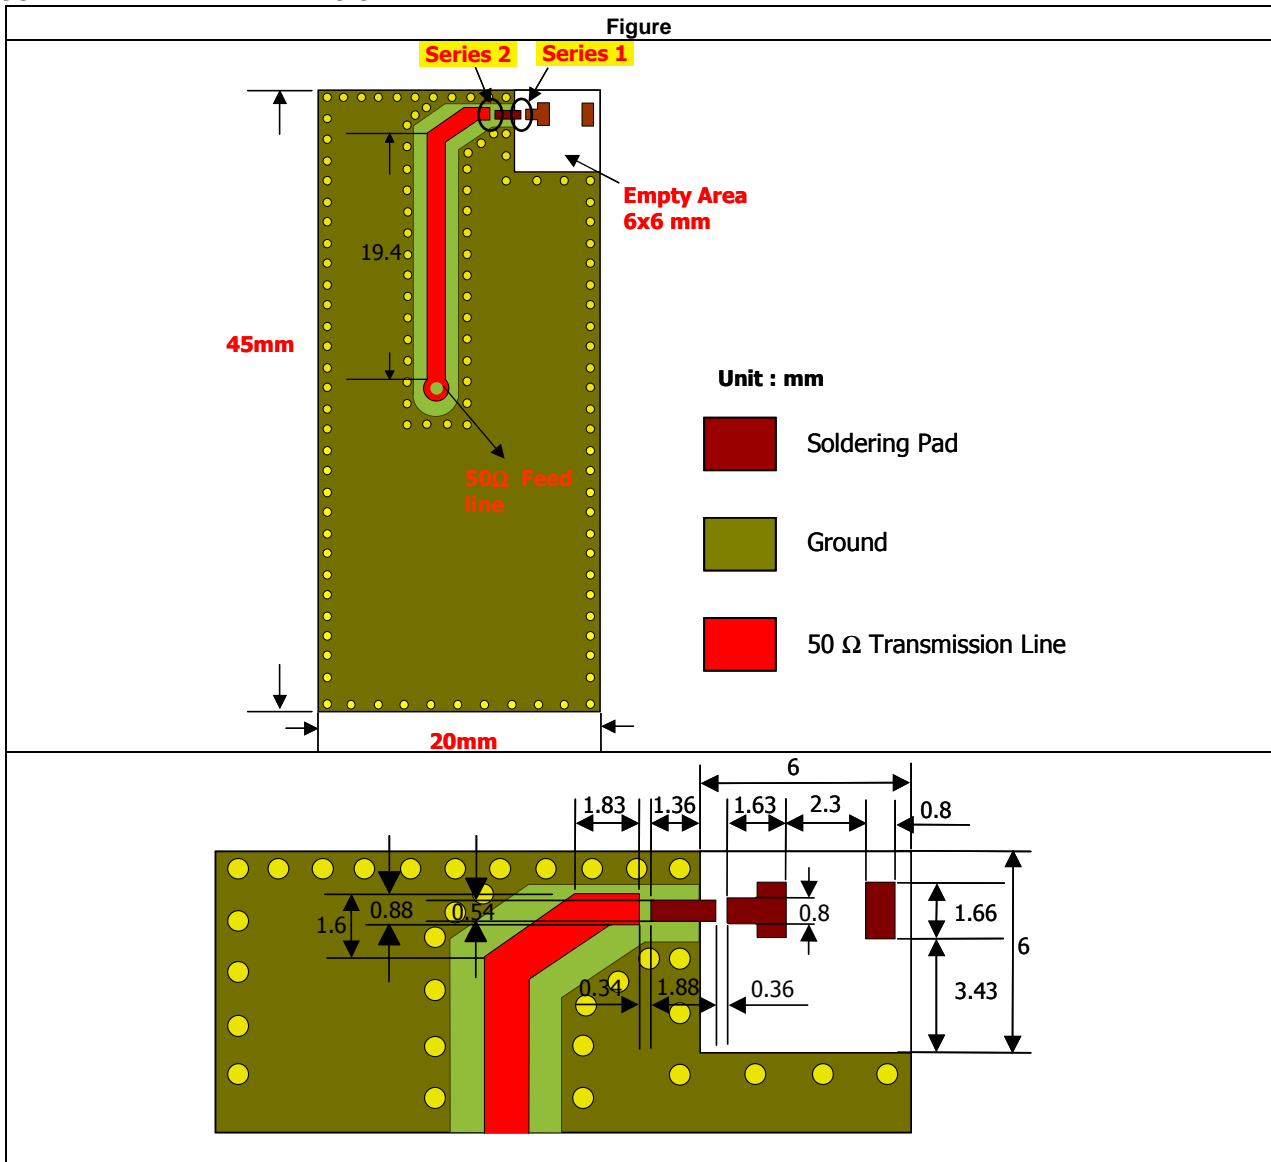 Figure
Series 2
Series 1
Empty Area
6x6 mm
19.4
45mm
Unit : mm
Soldering Pad
50Ω Feed
line
Ground
50 Ω Transmission Line
20mm
6
1.83
1.36
1.63
2.3
0.8
1.6
0.88
0.54
0.8
1.66
6
0.34
1.88
0.36
3.43